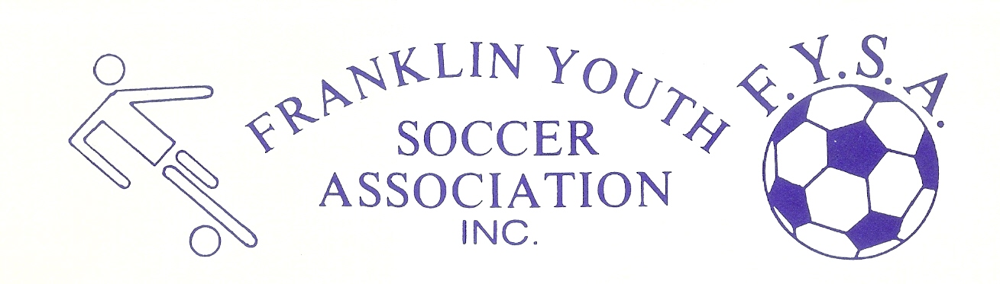 FRANKLIN YOUTH
SOCCER
ASSOCIATION
INC.
F.Y.S.A.